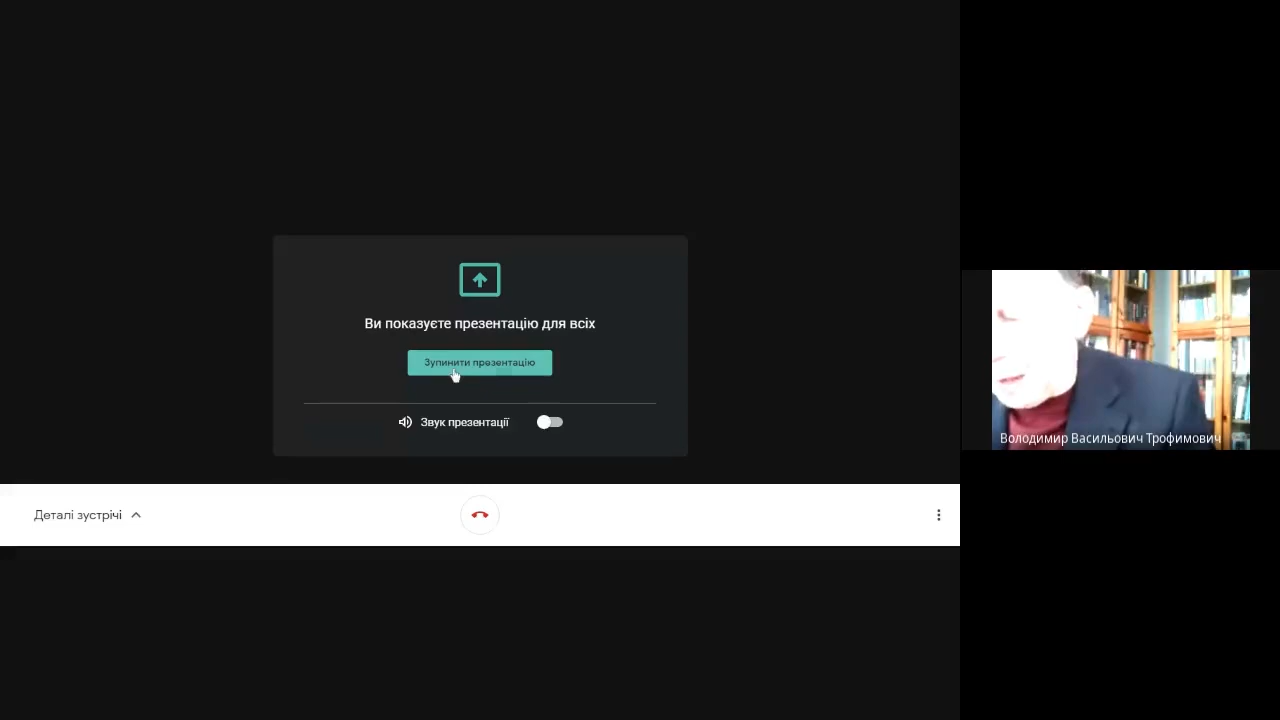 Ви показуєте презентацію для всіх
Зупинити презентацію
Звук презентації
Володимир Васильович Трофимович
Деталі зустрічі